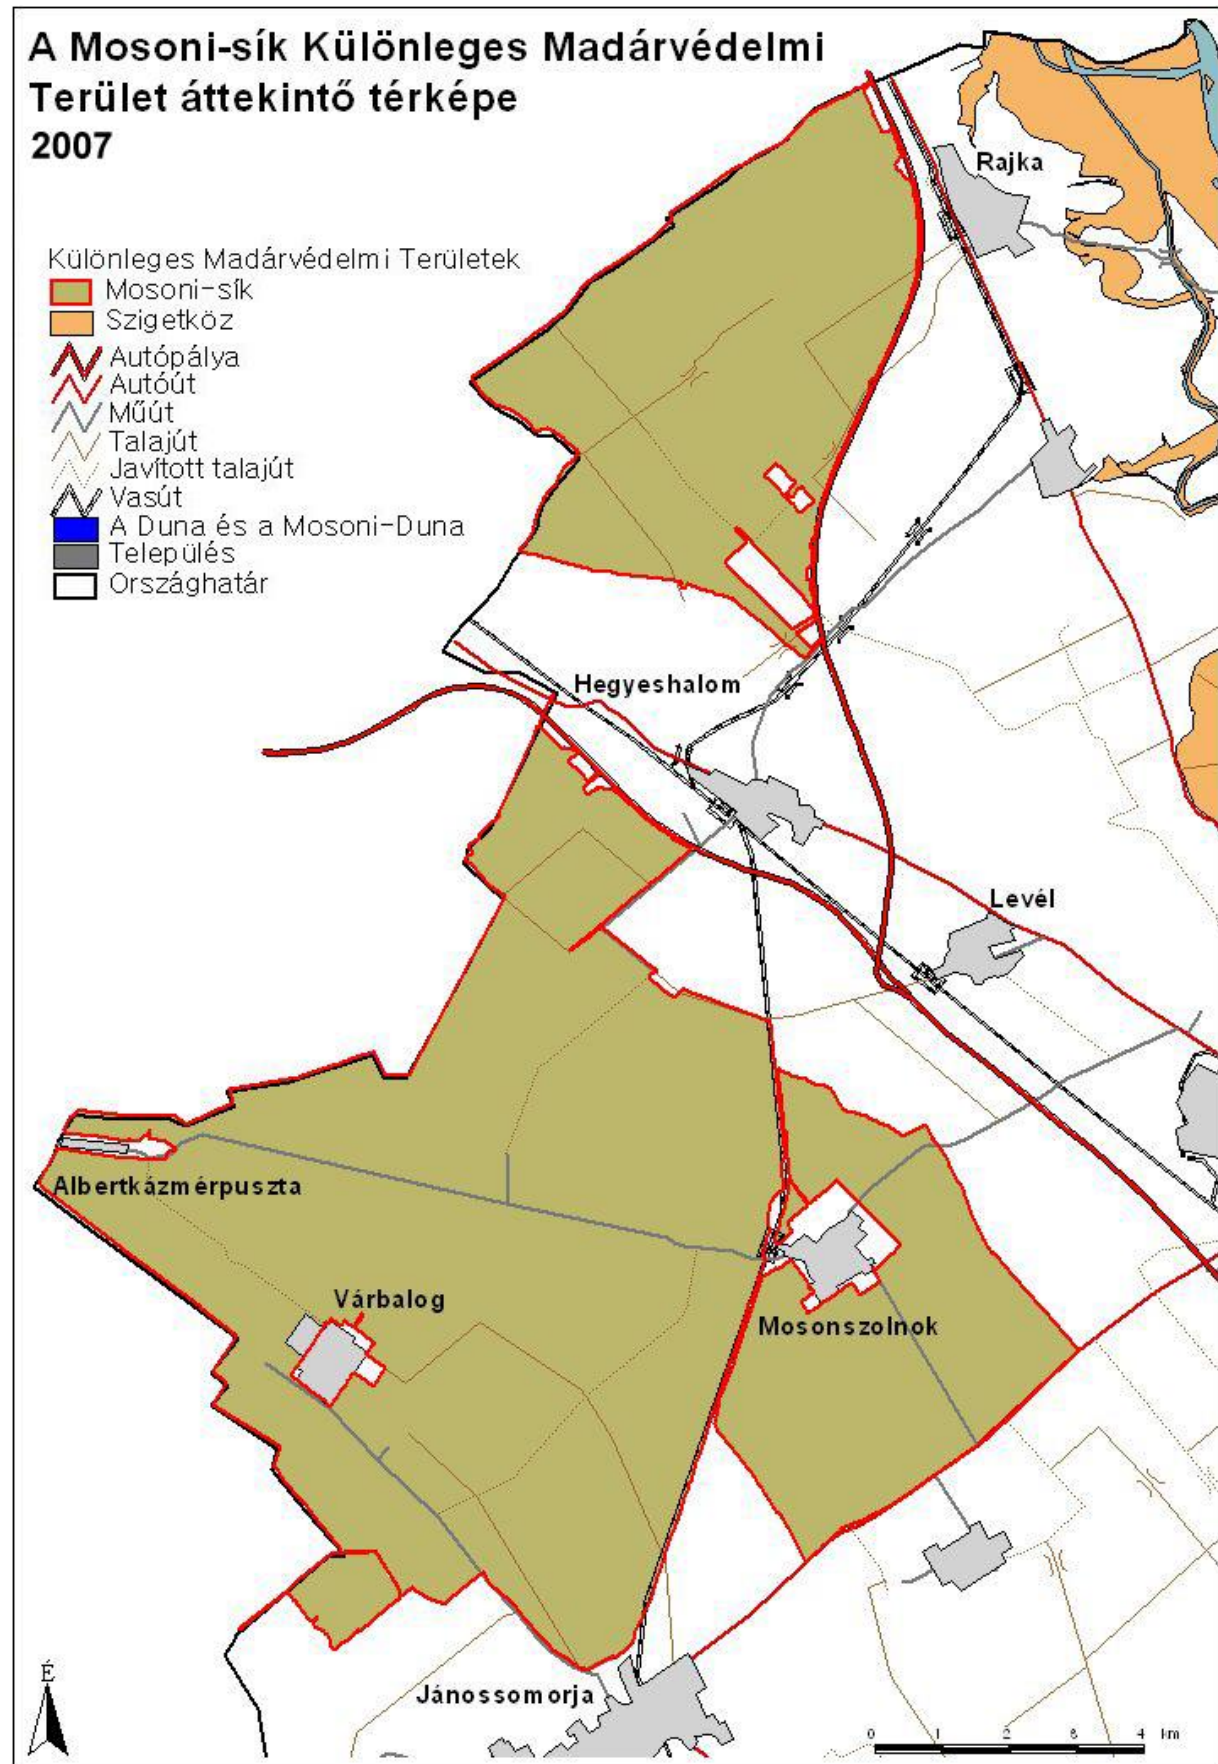 A Mosoni-sík Különleges Madárvédelmi
Terület áttekintő térképe
2007
Rajka
Különleges Madárvédelmi Területek
Mosoni-sík
Szigetköz
Autópálya
Autóút
Műút
Talajút
Javított talajút
Vasút
A Duna és a Mosoni-Duna
Település
Országhatár
Hegyeshalom
Levél
Albertkázmérpuszta
Várbalog
Mosonszolnok
É
Jánossomorja
0 1 2 4 km